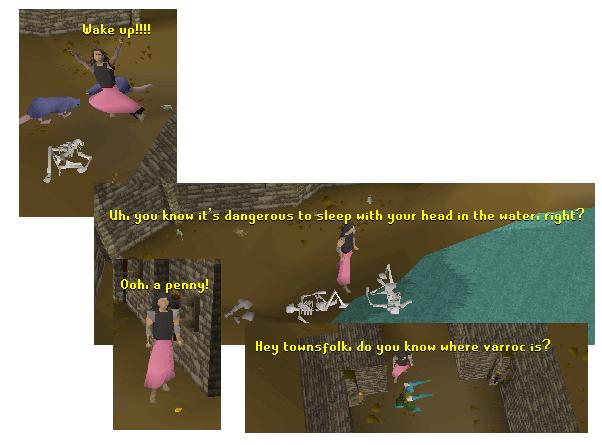 Wake up!!!!
Uh, you know it's dangerous to sleep with your head in the water, right?
Ooh, a penny!
Hey townsfolk, do you know where varroc is?